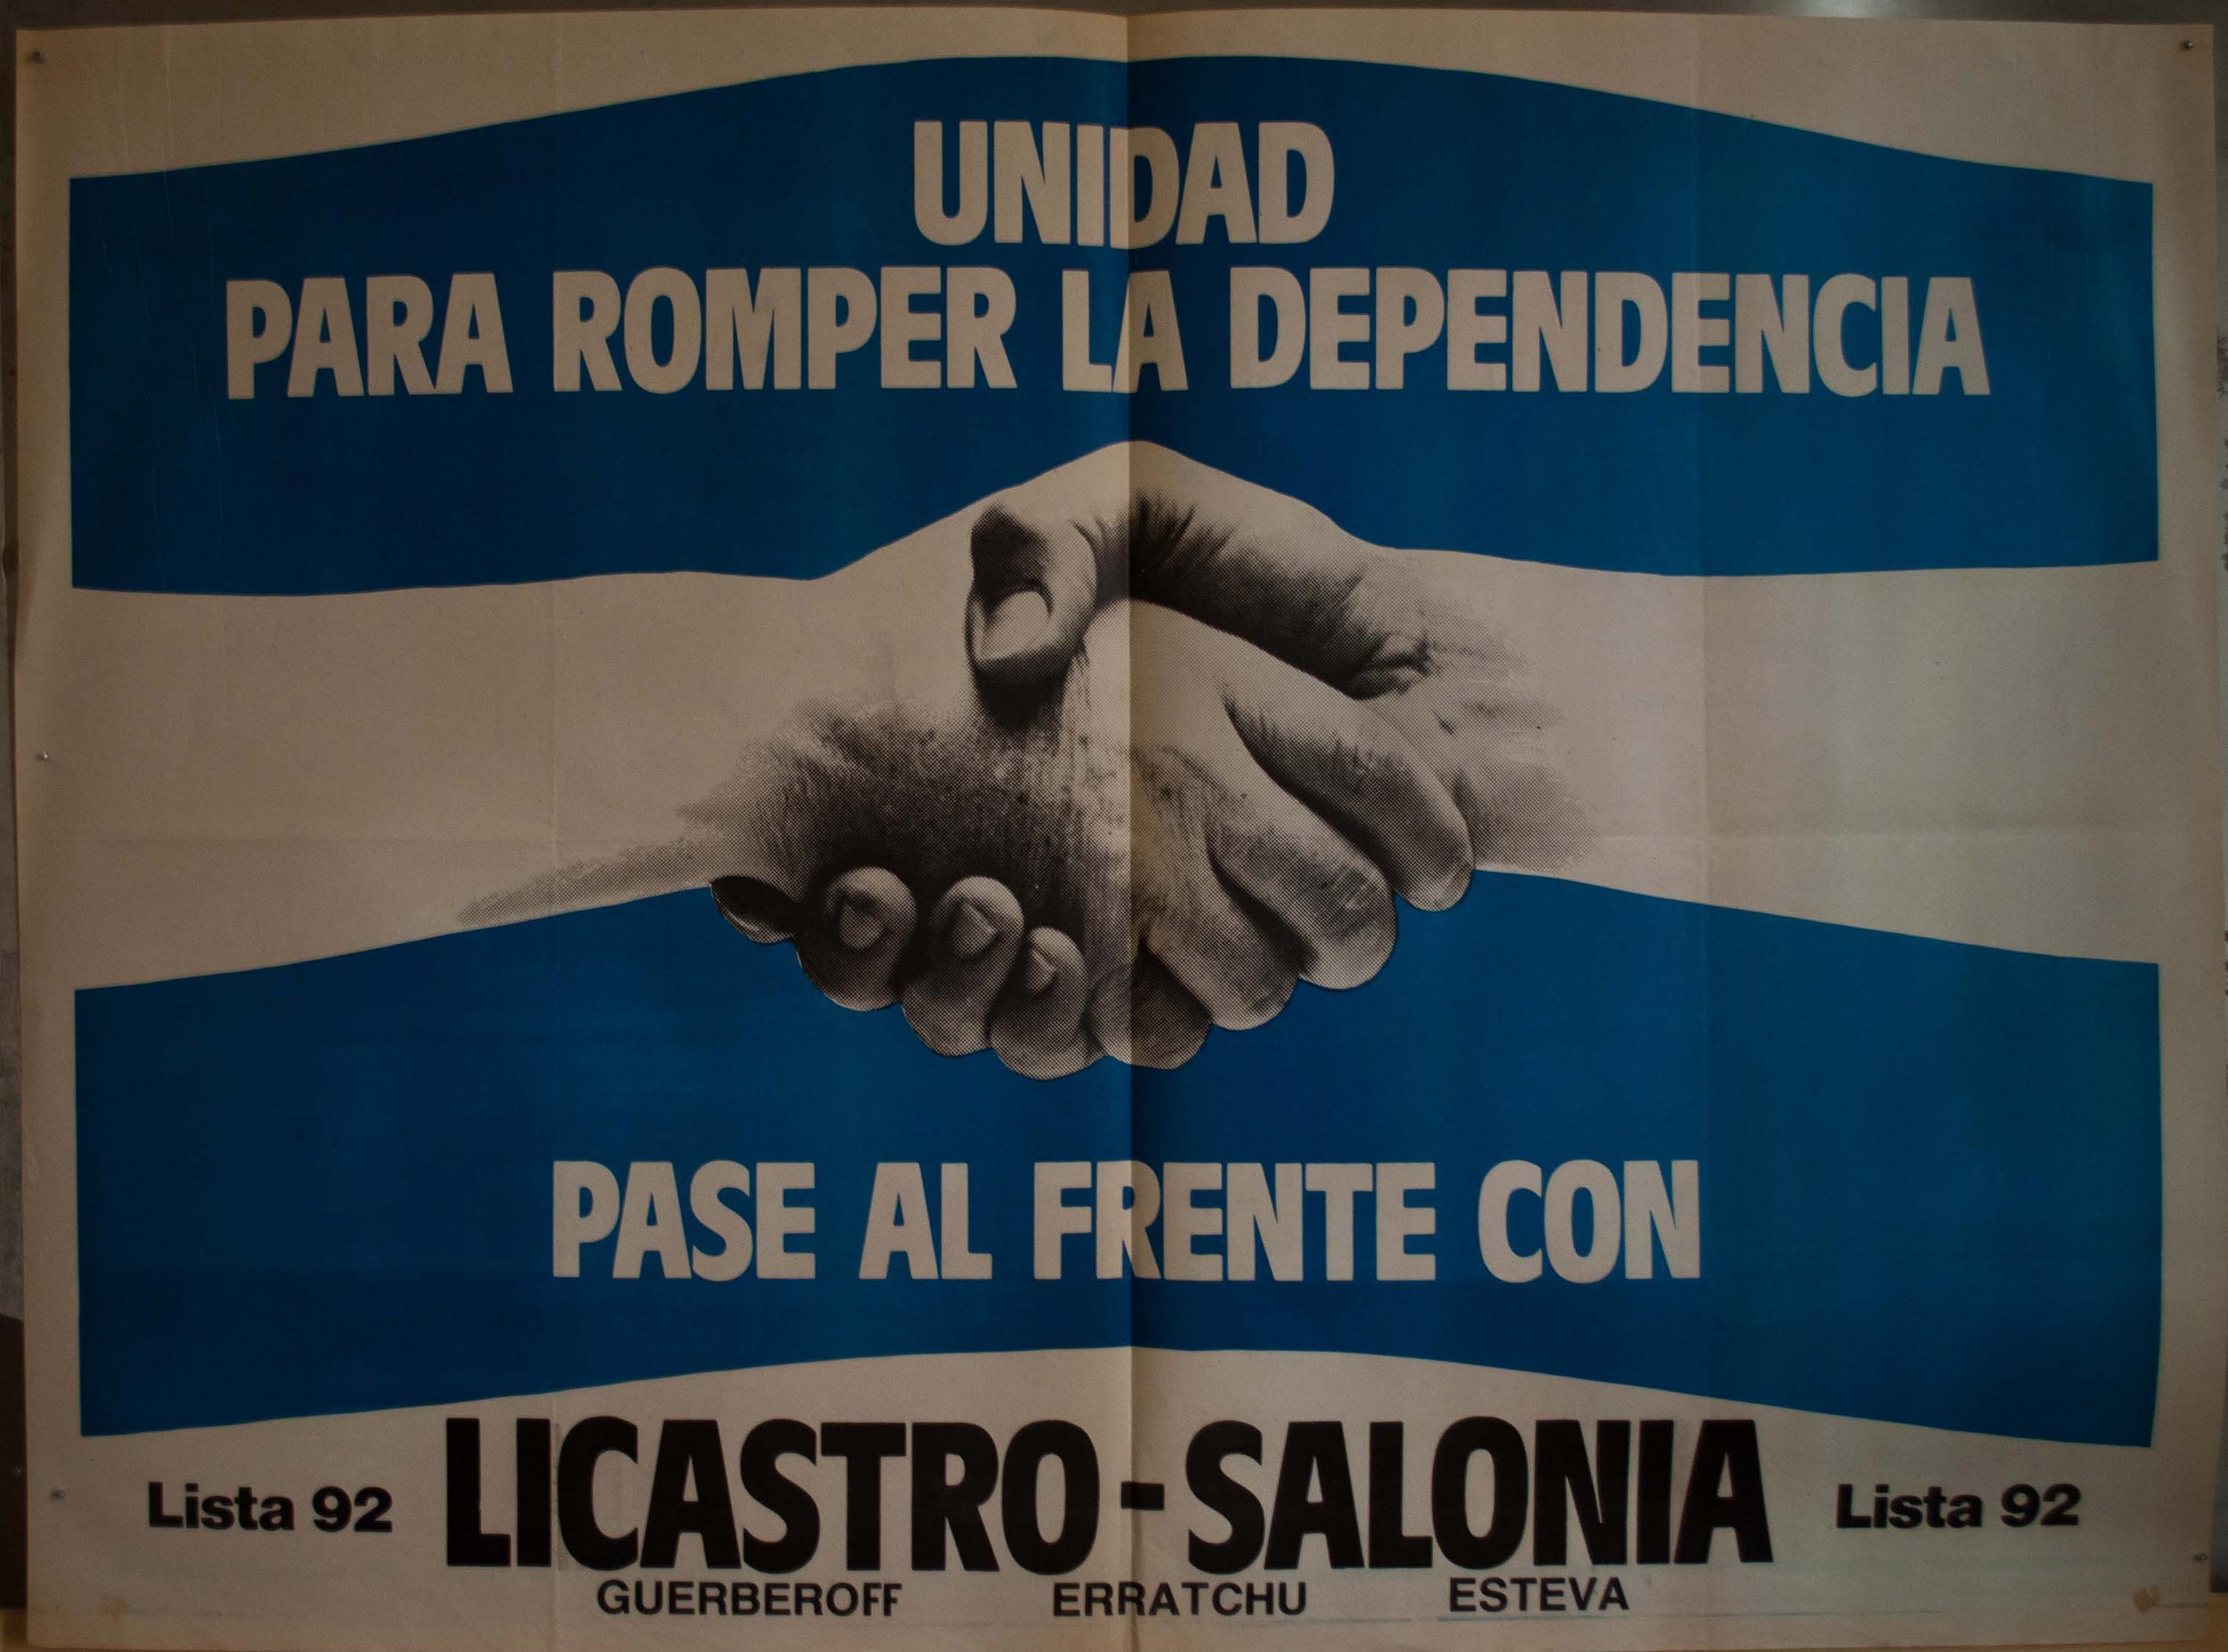 UNIDAD
PARA ROMPER LA DEPENDENCIA
PASE AL FRENTE CON
Lista 92 LICASTRO - SALONIA Lista 92
GUERBEROFF ERRATCHU ESTEVA